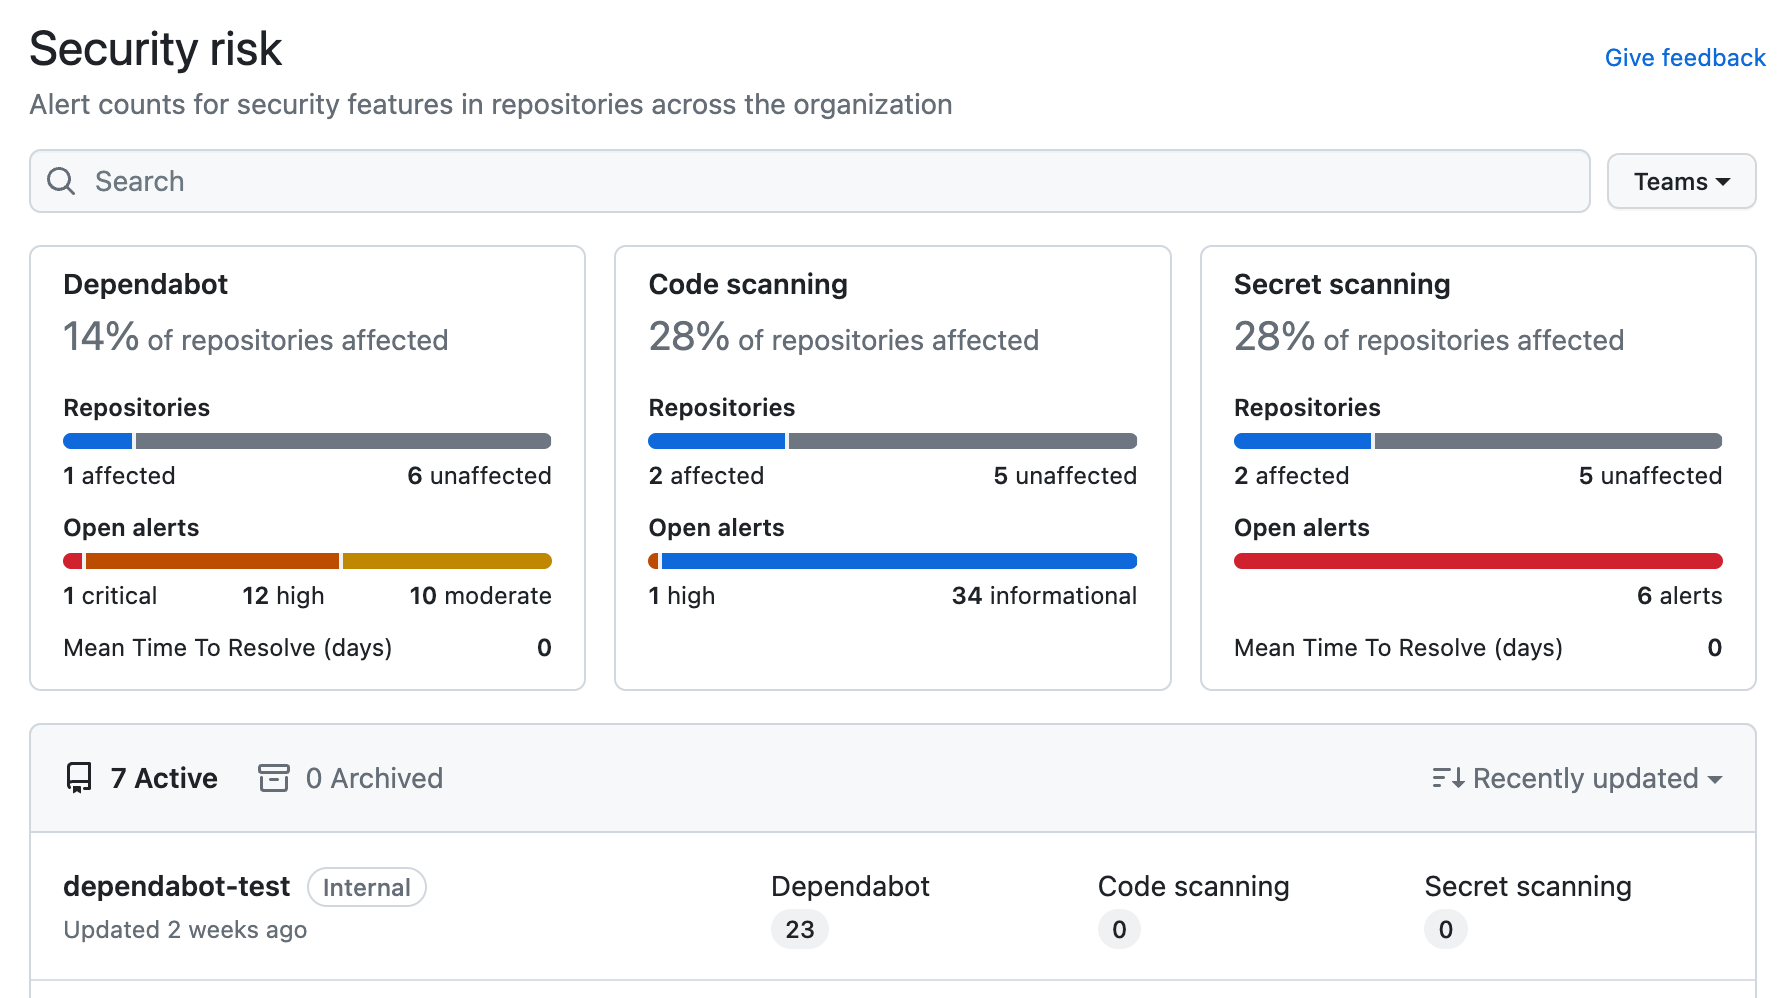 Security risk
Give feedback
Alert counts for security features in repositories across the organization
Search
Teams
Dependabot
14% of repositories affected
Repositories
1 affected 6 unaffected
Open alerts
1 critical 12 high 10 moderate
Mean Time To Resolve (days) 0
Code scanning
28% of repositories affected
Repositories
2 affected 5 unaffected
Open alerts
1 high 34 informational
Secret scanning
28% of repositories affected
Repositories
2 affected 5 unaffected
Open alerts
6 alerts
Mean Time To Resolve (days) 0
7 Active 0 Archived Recently updated
dependabot-test Internal Dependabot Code scanning Secret scanning
Updated 2 weeks ago 23 0 0